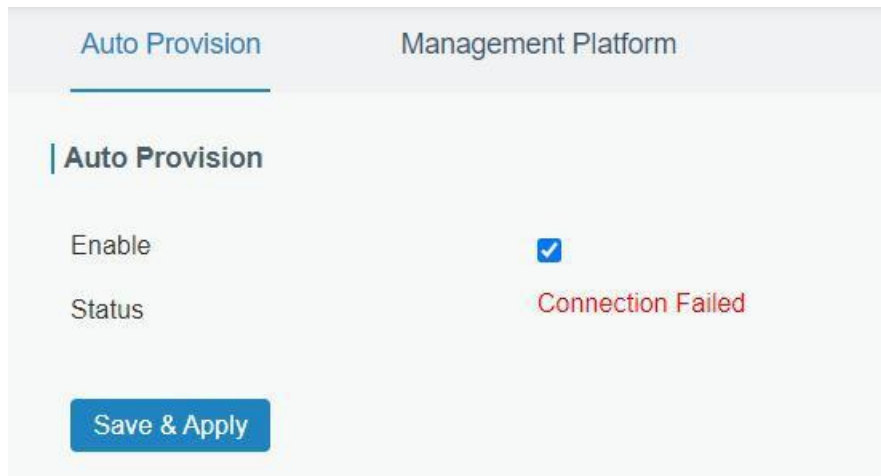 Auto Provision Management Platform
Auto Provision
Enable
Status Connection Failed
Save & Apply